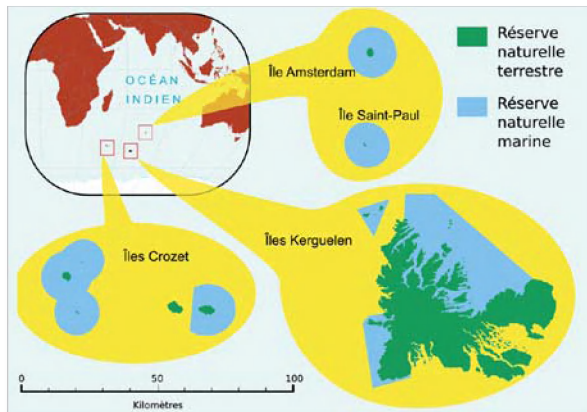 OCÉAN
INDIEN
Île Amsterdam
Île Saint-Paul
Réserve
naturelle
terrestre
Réserve
naturelle
marine
Îles Crozet
Îles Kerguelen
0 50 100
Kilomètres